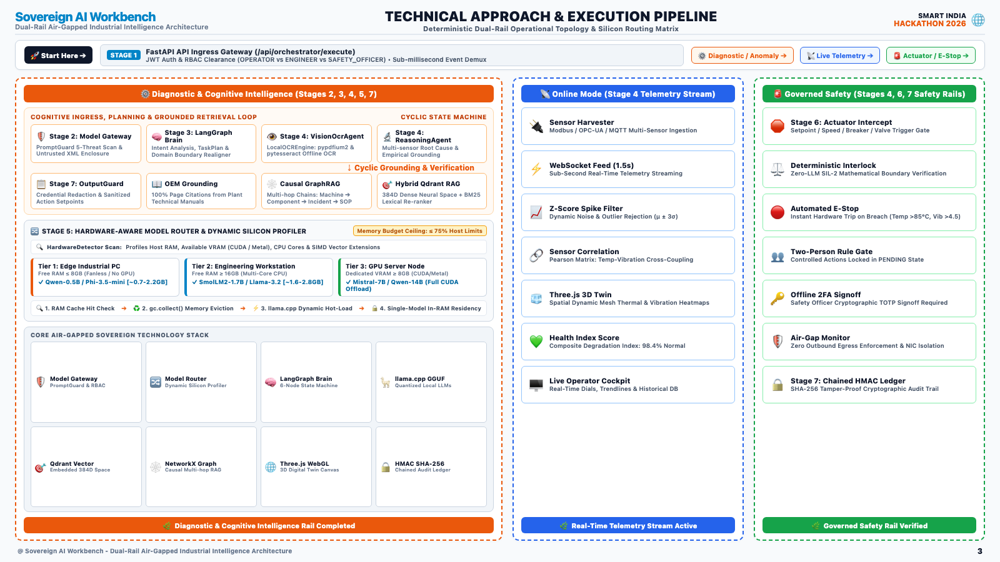 Sovereign AI Workbench
Dual-Rail Air-Gapped Industrial Intelligence Architecture
TECHNICAL APPROACH & EXECUTION PIPELINE
Deterministic Dual-Rail Operational Topology & Silicon Routing Matrix
SMART INDIA
HACKATHON 2026
🚀 Start Here ➔
STAGE 1
FastAPI API Ingress Gateway (/api/orchestrator/execute)
JWT Auth & RBAC Clearance (OPERATOR vs ENGINEER vs SAFETY_OFFICER) • Sub-millisecond Event Demux
Diagnostic / Anomaly ➔
Live Telemetry ➔
Actuator / E-Stop ➔
Diagnostic & Cognitive Intelligence (Stages 2, 3, 4, 5, 7)
COGNITIVE INGRESS, PLANNING & GROUNDED RETRIEVAL LOOP
CYCLIC STATE MACHINE
Stage 2: Model Gateway
PromptGuard 5-Threat Scan &
Untrusted XML Enclosure
Stage 3: LangGraph
Brain
Intent Analysis, TaskPlan &
Domain Boundary Realigner
Stage 4: VisionOcrAgent
LocalOCREngine: pypdfium2 &
pytesseract Offline OCR
Stage 4:
ReasoningAgent
Multi-sensor Root Cause &
Empirical Grounding
↓ Cyclic Grounding & Verification
Stage 7: OutputGuard
Credential Redaction & Sanitized
Action Setpoints
OEM Grounding
100% Page Citations from Plant
Technical Manuals
Causal GraphRAG
Multi-hop Chains: Machine ➔
Component ➔ Incident ➔ SOP
Hybrid Qdrant RAG
384D Dense Neural Space + BM25
Lexical Re-ranker
STAGE 5: HARDWARE-AWARE MODEL ROUTER & DYNAMIC SILICON PROFILER
Memory Budget Ceiling: ≤ 75% Host Limits
HardwareDetector Scan: Profiles Host RAM, Available VRAM (CUDA / Metal), CPU Cores & SIMD Vector Extensions
Tier 1: Edge Industrial PC
Free RAM ≤ 8GB (Fanless / No GPU)
✓ Qwen-0.5B / Phi-3.5-mini [~0.7-2.2GB]
Tier 2: Engineering Workstation
Free RAM ≥ 16GB (Multi-Core CPU)
✓ SmolLM2-1.7B / Llama-3.2 [~1.6-2.8GB]
Tier 3: GPU Server Node
Dedicated VRAM ≥ 8GB (CUDA/Metal)
✓ Mistral-7B / Qwen-14B (Full CUDA
Offload)
1. RAM Cache Hit Check ➔ 2. gc.collect() Memory Eviction ➔ 3. llama.cpp Dynamic Hot-Load ➔ 4. Single-Model In-RAM Residency
CORE AIR-GAPPED SOVEREIGN TECHNOLOGY STACK
Model Gateway
PromptGuard & RBAC
Model Router
Dynamic Silicon Profiler
LangGraph Brain
6-Node State Machine
llama.cpp GGUF
Quantized Local LLMs
Qdrant Vector
Embedded 384D Space
NetworkX Graph
Causal Multi-hop RAG
Three.js WebGL
3D Digital Twin Canvas
HMAC SHA-256
Chained Audit Ledger
Diagnostic & Cognitive Intelligence Rail Completed
Online Mode (Stage 4 Telemetry Stream)
Sensor Harvester
Modbus / OPC-UA / MQTT Multi-Sensor Ingestion
WebSocket Feed (1.5s)
Sub-Second Real-Time Telemetry Streaming
Z-Score Spike Filter
Dynamic Noise & Outlier Rejection (μ ± 3σ)
Sensor Correlation
Pearson Matrix: Temp-Vibration Cross-Coupling
Three.js 3D Twin
Spatial Dynamic Mesh Thermal & Vibration Heatmaps
Health Index Score
Composite Degradation Index: 98.4% Normal
Live Operator Cockpit
Real-Time Dials, Trendlines & Historical DB
Real-Time Telemetry Stream Active
Governed Safety (Stages 4, 6, 7 Safety Rails)
Stage 6: Actuator Intercept
Setpoint / Speed / Breaker / Valve Trigger Gate
Deterministic Interlock
Zero-LLM SIL-2 Mathematical Boundary Verification
Automated E-Stop
Instant Hardware Trip on Breach (Temp >85°C, Vib >4.5)
Two-Person Rule Gate
Controlled Actions Locked in PENDING State
Offline 2FA Signoff
Safety Officer Cryptographic TOTP Signoff Required
Air-Gap Monitor
Zero Outbound Egress Enforcement & NIC Isolation
Stage 7: Chained HMAC Ledger
SHA-256 Tamper-Proof Cryptographic Audit Trail
Governed Safety Rail Verified
@ Sovereign AI Workbench - Dual-Rail Air-Gapped Industrial Intelligence Architecture
3